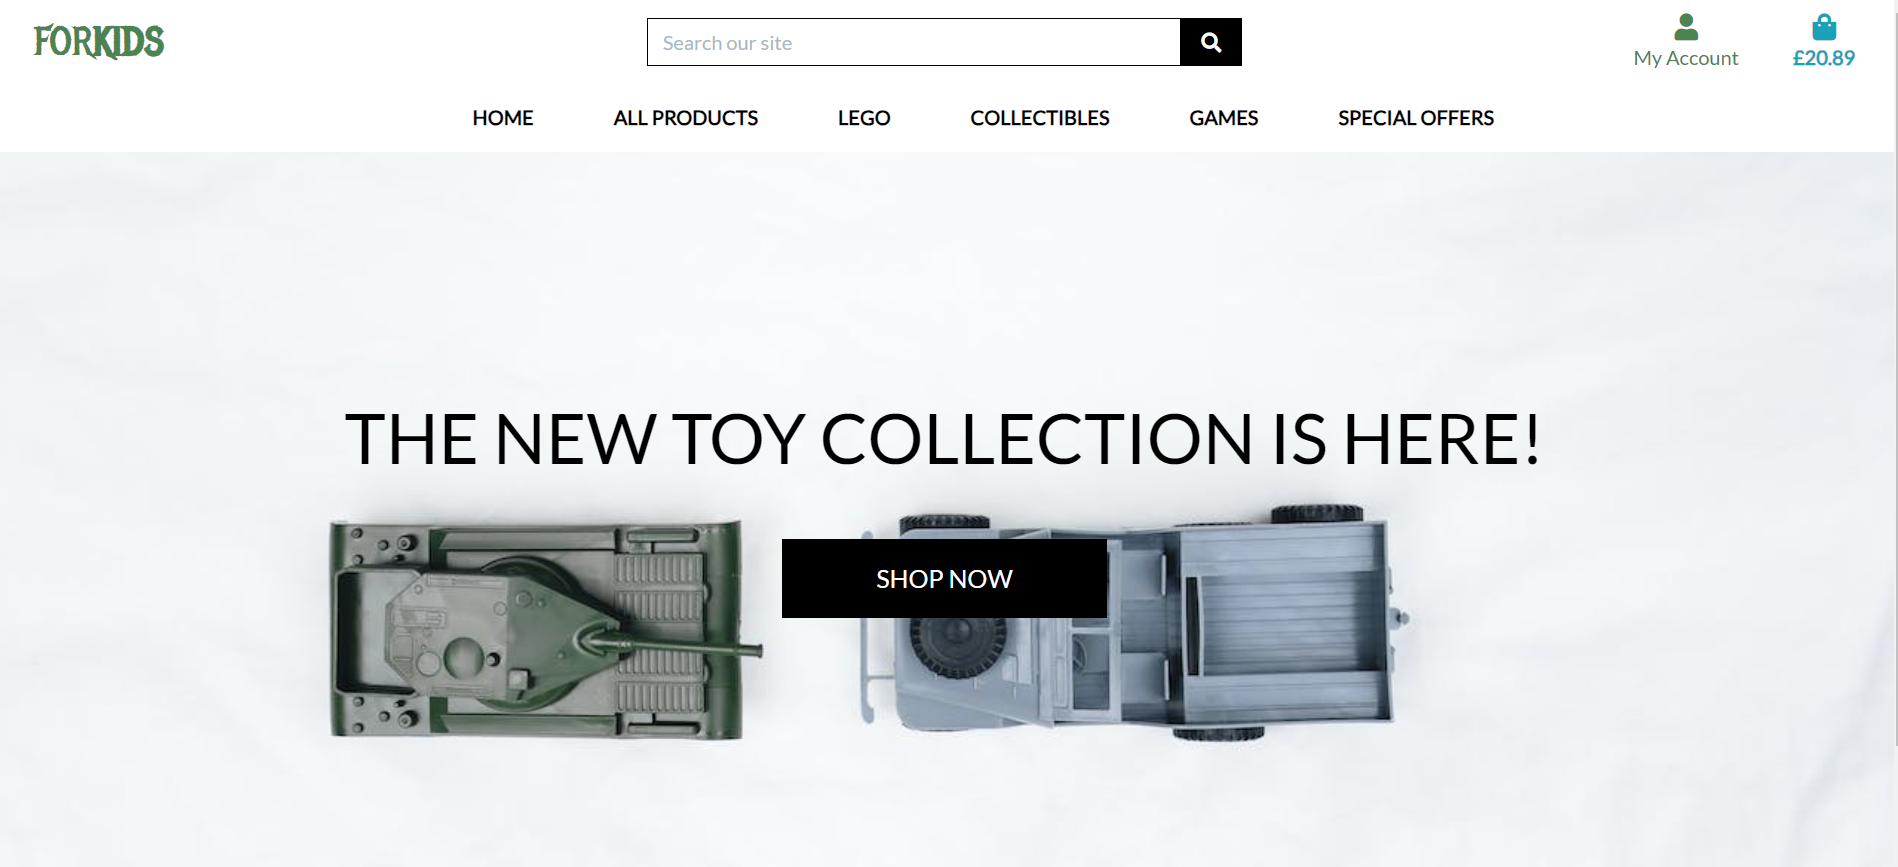 FORKIDS
Search our site
My Account
£20.89
HOME
ALL PRODUCTS
LEGO
COLLECTIBLES
GAMES
SPECIAL OFFERS
THE NEW TOY COLLECTION IS HERE!
SHOP NOW